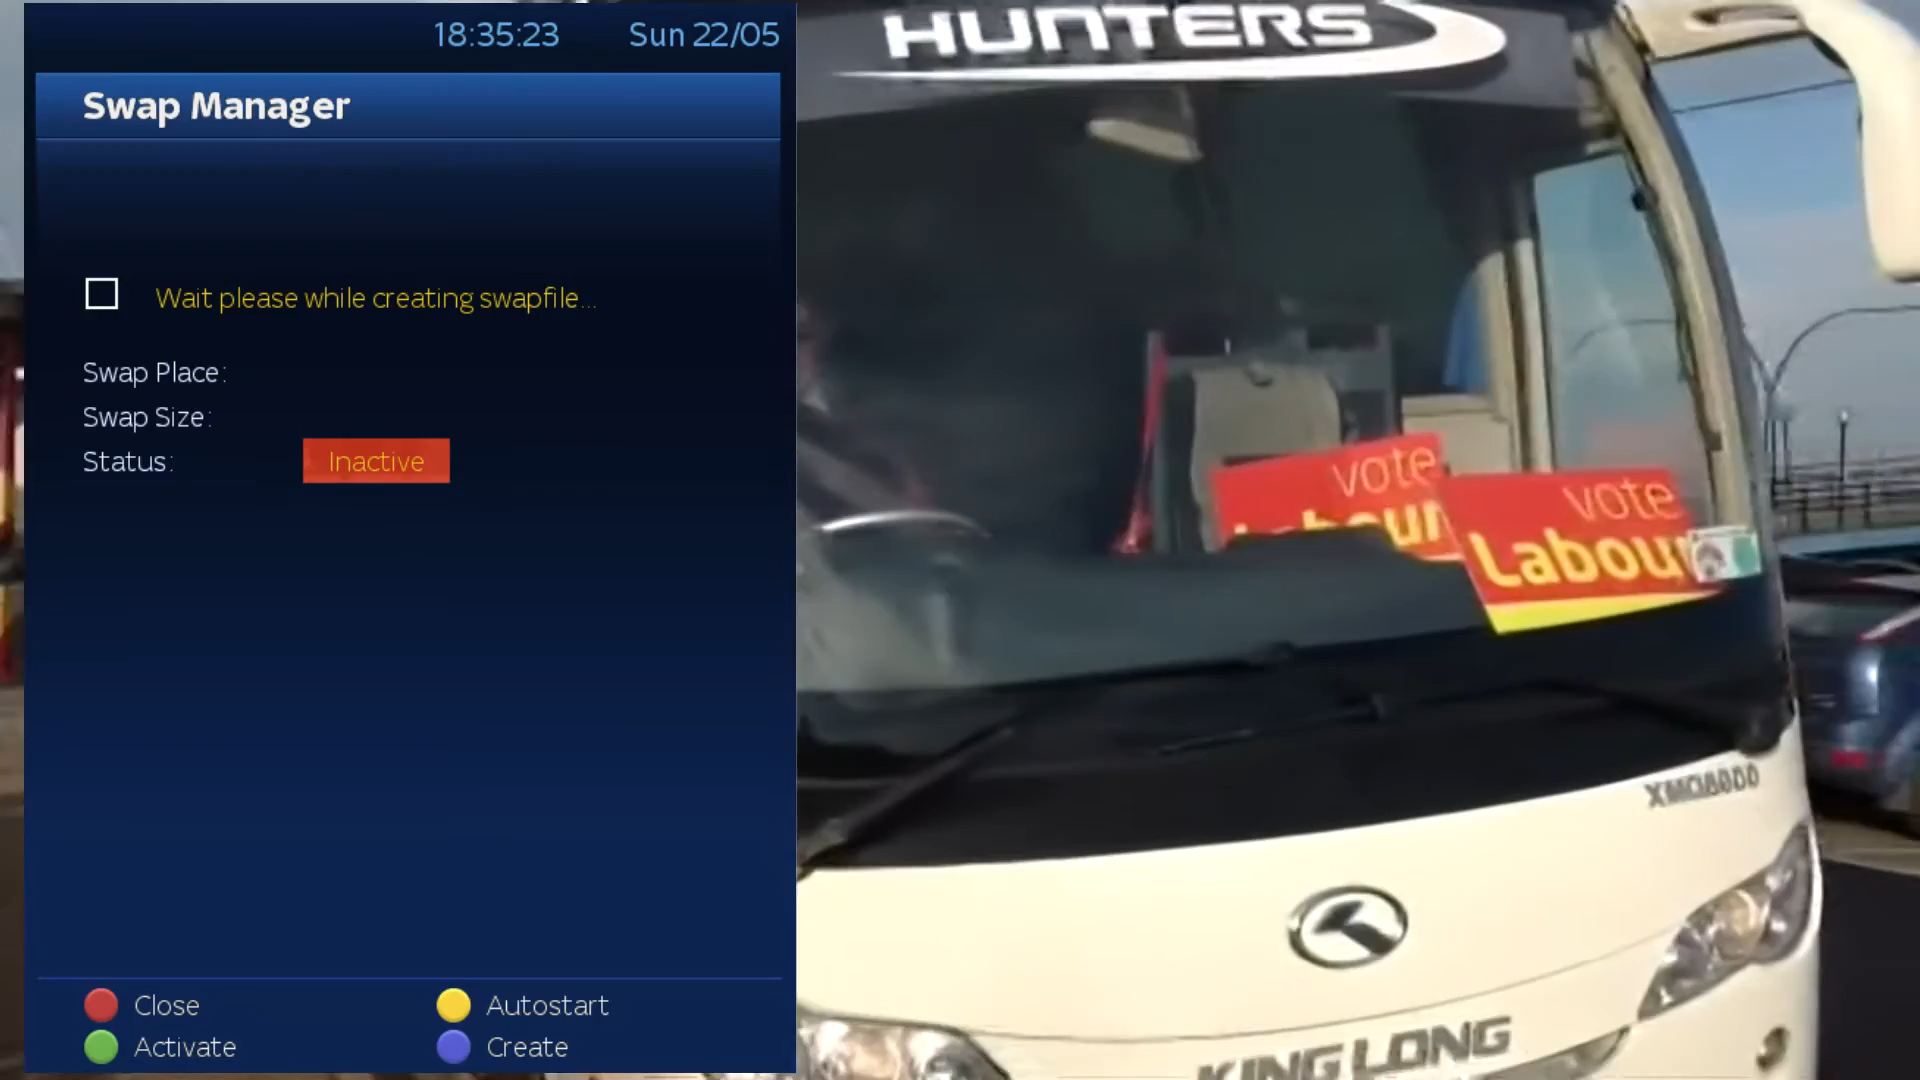 18:35:23 Sun 22/05
Swap Manager
Wait please while creating swapfile...
Swap Place:
Swap Size:
Status: Inactive
Close
Autostart
Activate
Create
HUNTERS
vote
Labour
vote
Labour
KING LONG